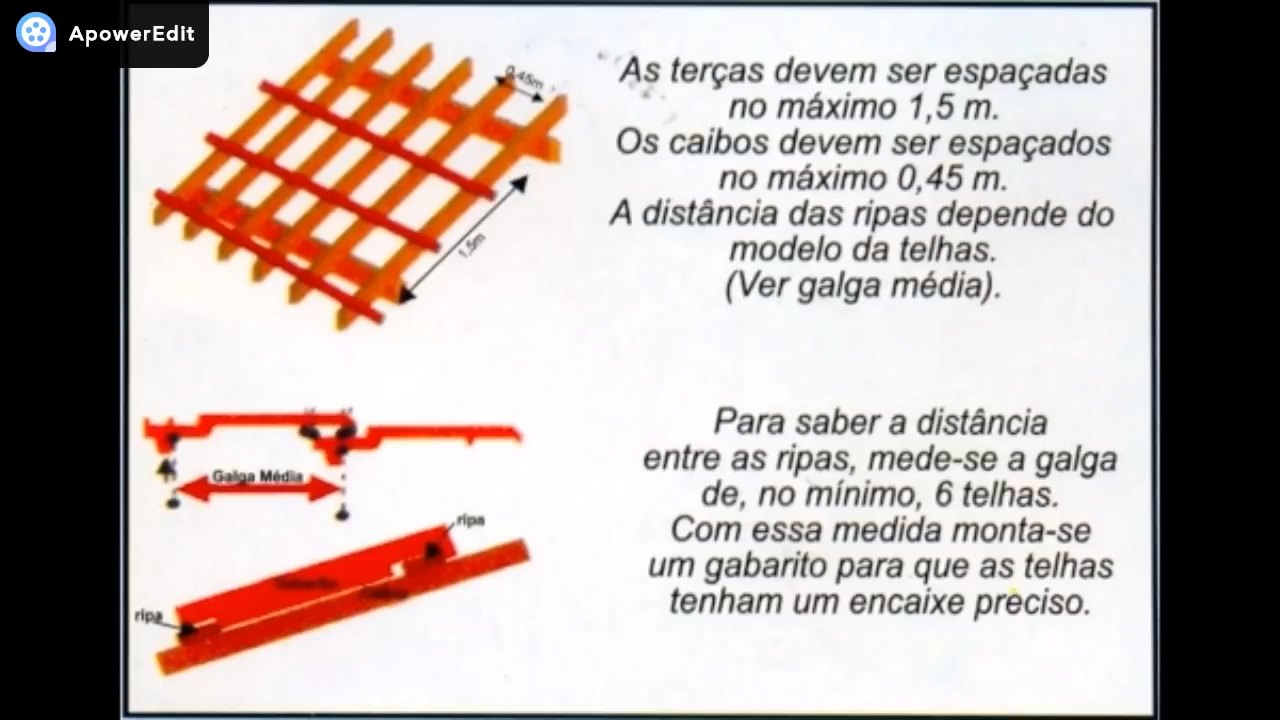 ApowerEdit
0,45m
1,5m
As terças devem ser espaçadas
no máximo 1,5 m.
Os caibos devem ser espaçados
no máximo 0,45 m.
A distância das ripas depende do
modelo da telhas.
(Ver galga média).
Galga Média
ripa
ripa
Para saber a distância
entre as ripas, mede-se a galga
de, no mínimo, 6 telhas.
Com essa medida monta-se
um gabarito para que as telhas
tenham um encaixe preciso.